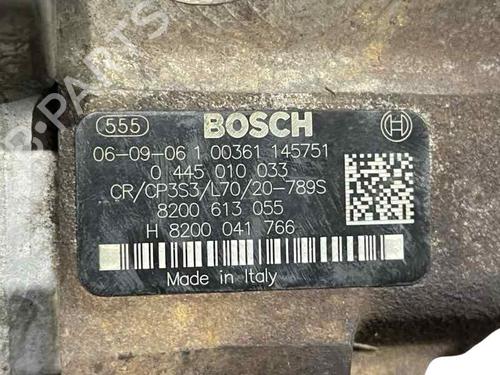 B-PARTS
555 BOSCH
06-09-06 1 00361 145751
0 445 010 033
CR/CP3S3/L70/20-789S
8200 613 055
H 8200 041 766
Made in Italy